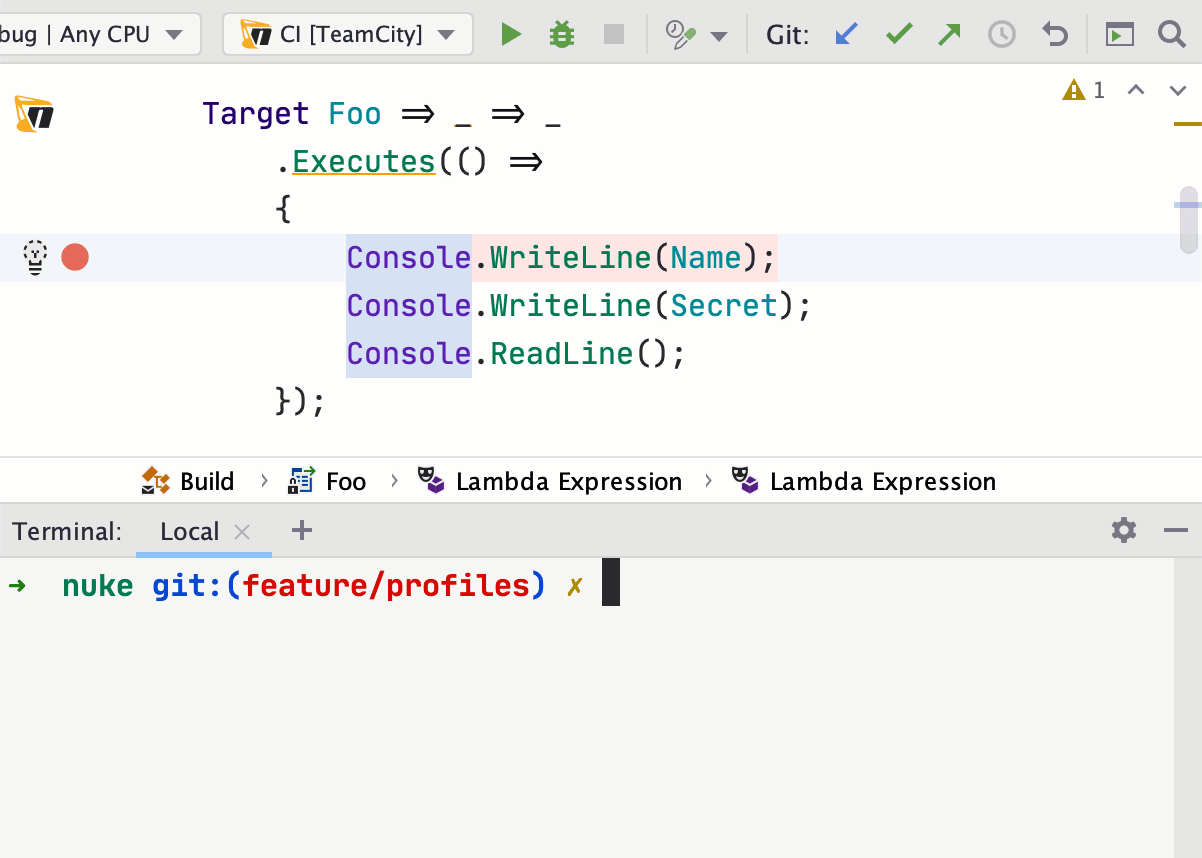 bug | Any CPU CI [TeamCity] Git:
1
Target Foo => _ => _
.Executes(() =>
{
Console.WriteLine(Name);
Console.WriteLine(Secret);
Console.ReadLine();
});
Build › Foo › Lambda Expression › Lambda Expression
Terminal: Local × +
→ nuke git:(feature/profiles) ✗